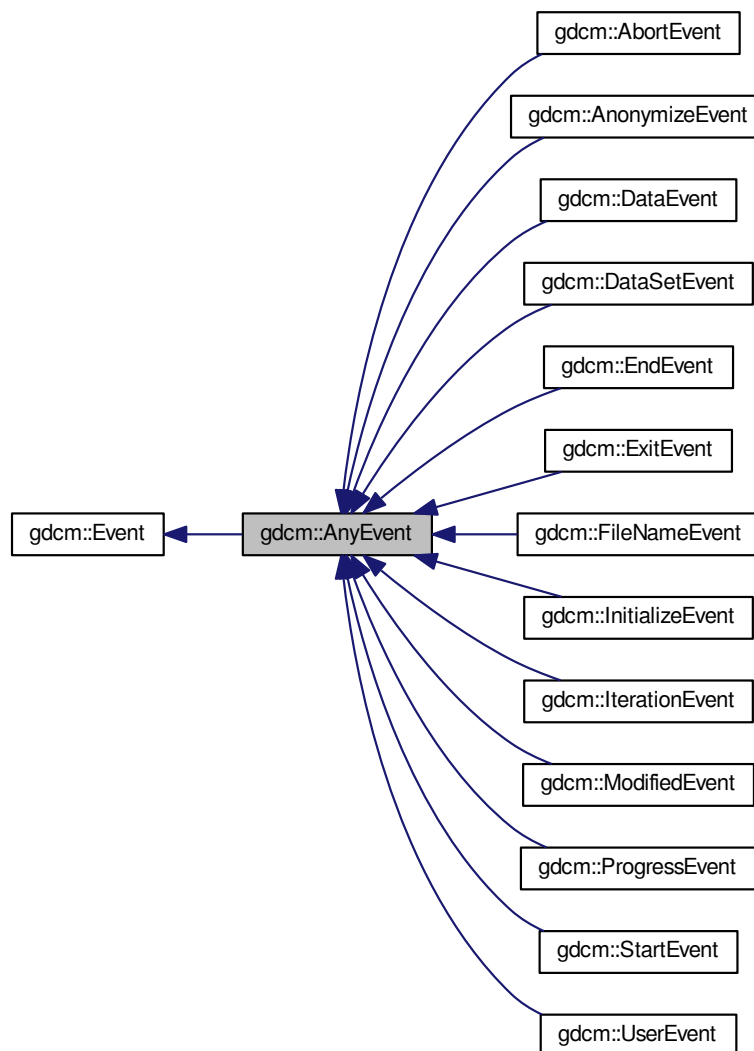 gdcm::AbortEvent
gdcm::AnonymizeEvent
gdcm::DataEvent
gdcm::DataSetEvent
gdcm::EndEvent
gdcm::ExitEvent
gdcm::Event
gdcm::AnyEvent
gdcm::FileNameEvent
gdcm::InitializeEvent
gdcm::IterationEvent
gdcm::ModifiedEvent
gdcm::ProgressEvent
gdcm::StartEvent
gdcm::UserEvent